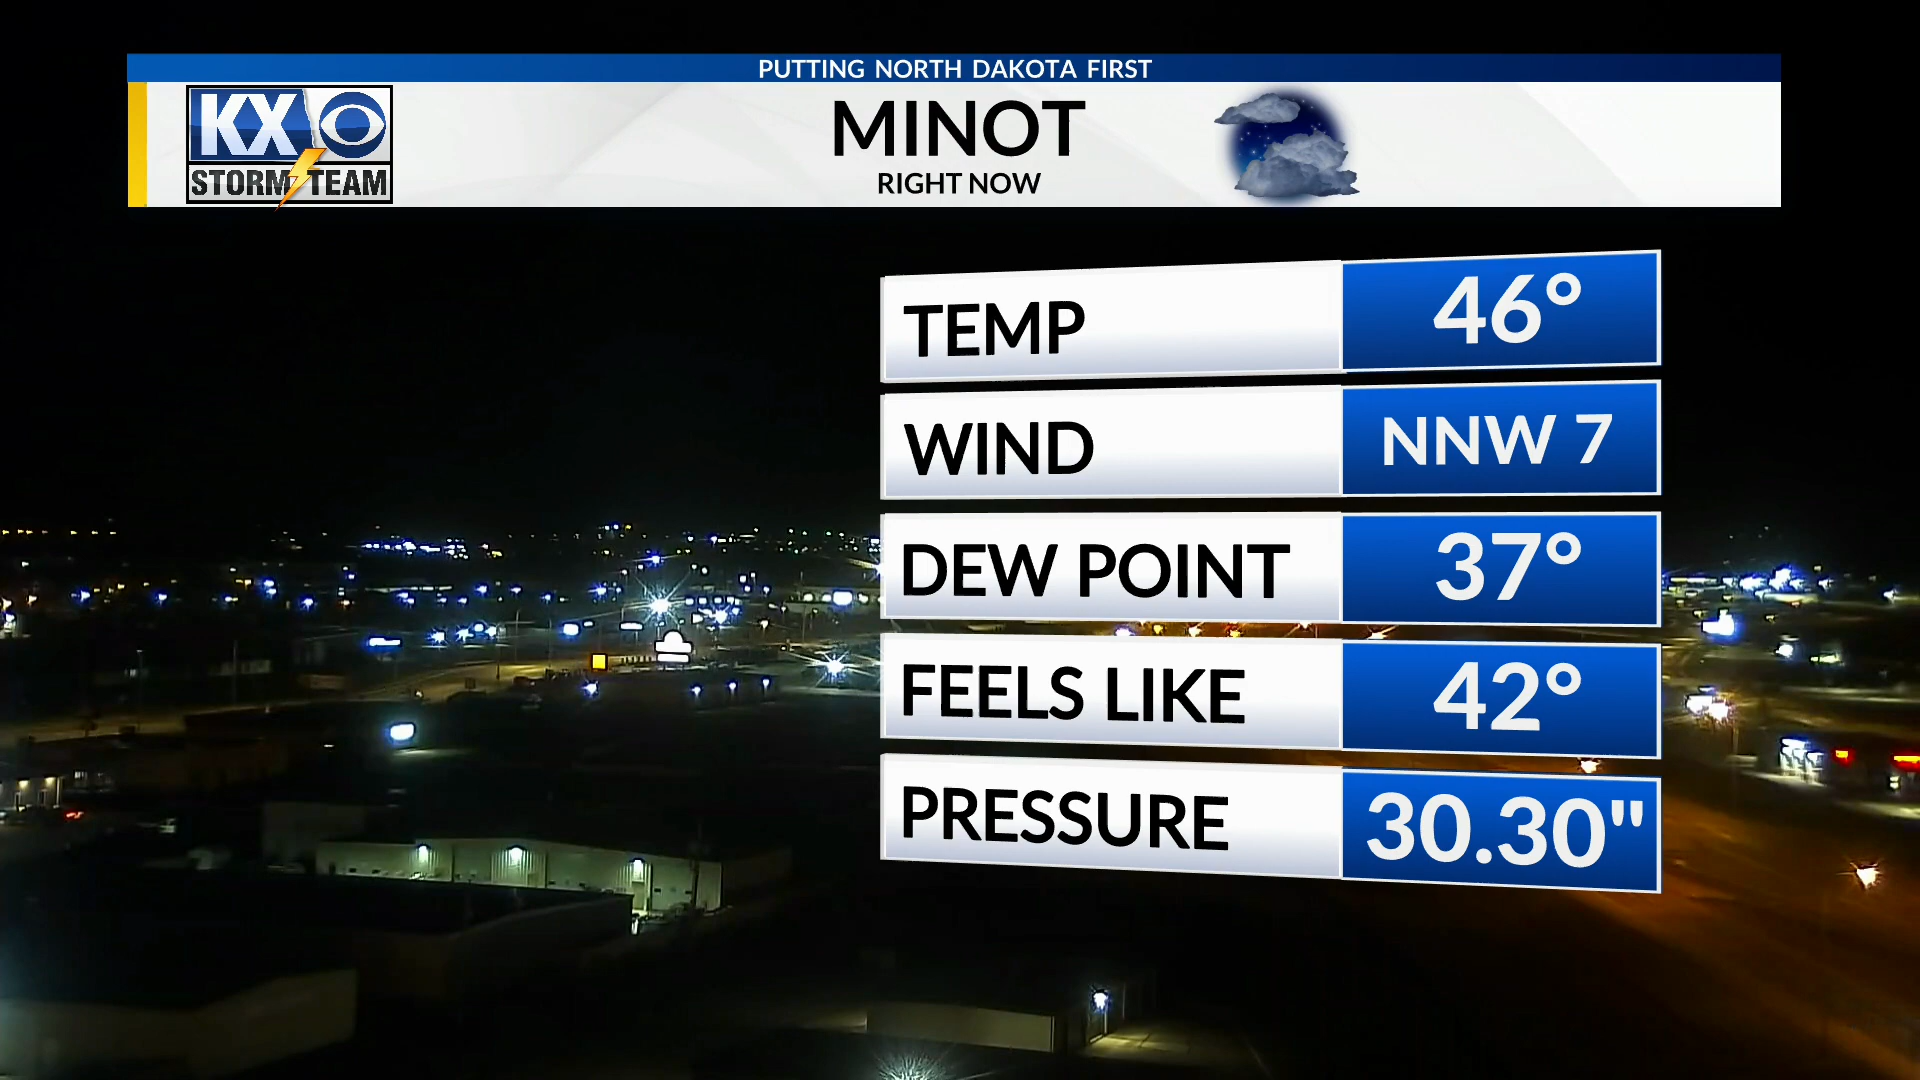 PUTTING NORTH DAKOTA FIRST
KX
STORM TEAM
MINOT
RIGHT NOW
TEMP 46°
WIND NNW 7
DEW POINT 37°
FEELS LIKE 42°
PRESSURE 30.30"